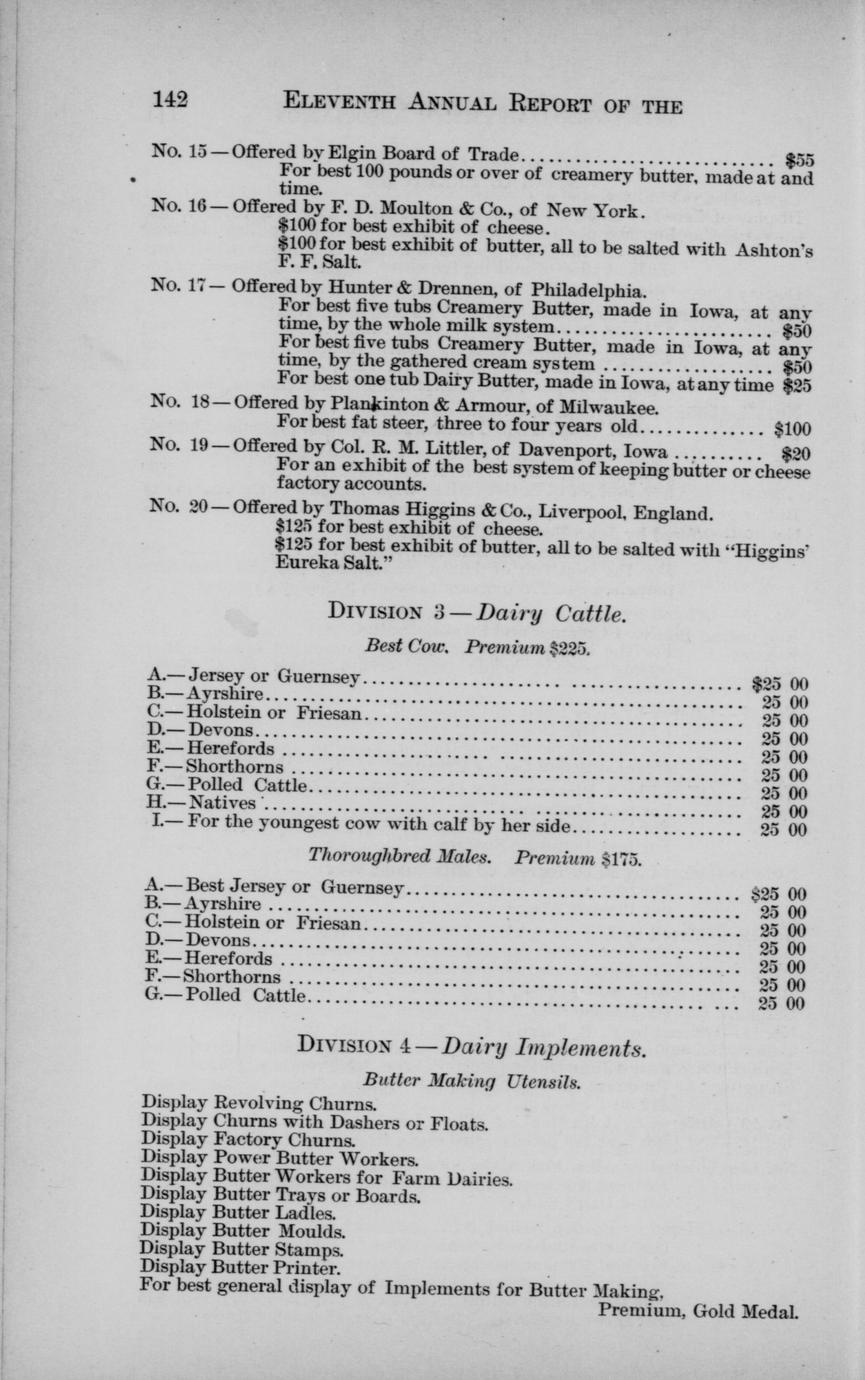 142 ELEVENTH ANNUAL REPORT OF THE
No. 15—Offered by Elgin Board of Trade............................ $55
For best 100 pounds or over of creamery butter, made at and
time.
No. 16—Offered by F. D. Moulton & Co., of New York.
$100 for best exhibit of cheese.
$100 for best exhibit of butter, all to be salted with Ashton's
F. F. Salt.
No. 17—Offered by Hunter & Drennen, of Philadelphia.
For best five tubs Creamery Butter, made in Iowa, at any
time, by the whole milk system........................ $50
For best five tubs Creamery Butter, made in Iowa, at any
time, by the gathered cream system ................... $50
For best one tub Dairy Butter, made in Iowa, at any time $25
No. 18—Offered by Plankinton & Armour, of Milwaukee.
For best fat steer, three to four years old.............. $100
No. 19—Offered by Col. R. M. Littler, of Davenport, Iowa .......... $20
For an exhibit of the best system of keeping butter or cheese
factory accounts.
No. 20—Offered by Thomas Higgins & Co., Liverpool, England.
$125 for best exhibit of cheese.
$125 for best exhibit of butter, all to be salted with "Higgins'
Eureka Salt."
DIVISION 3—Dairy Cattle.
Best Cow. Premium $225.
A.—Jersey or Guernsey.......................................... $25 00
B.—Ayrshire.................................................... 25 00
C.—Holstein or Friesan......................................... 25 00
D.—Devons...................................................... 25 00
E.—Herefords .................................................. 25 00
F.—Shorthorns ................................................. 25 00
G.—Polled Cattle............................................... 25 00
H.—Natives .................................................... 25 00
I.—For the youngest cow with calf by her side................... 25 00
Thoroughbred Males. Premium $175.
A.—Best Jersey or Guernsey..................................... $25 00
B.—Ayrshire ................................................... 25 00
C.—Holstein or Friesan......................................... 25 00
D.—Devons...................................................... 25 00
E.—Herefords .................................................. 25 00
F.—Shorthorns ................................................. 25 00
G.—Polled Cattle............................................... 25 00
DIVISION 4—Dairy Implements.
Butter Making Utensils.
Display Revolving Churns.
Display Churns with Dashers or Floats.
Display Factory Churns.
Display Power Butter Workers.
Display Butter Workers for Farm Dairies.
Display Butter Trays or Boards.
Display Butter Ladles.
Display Butter Moulds.
Display Butter Stamps.
Display Butter Printer.
For best general display of Implements for Butter Making,
Premium, Gold Medal.